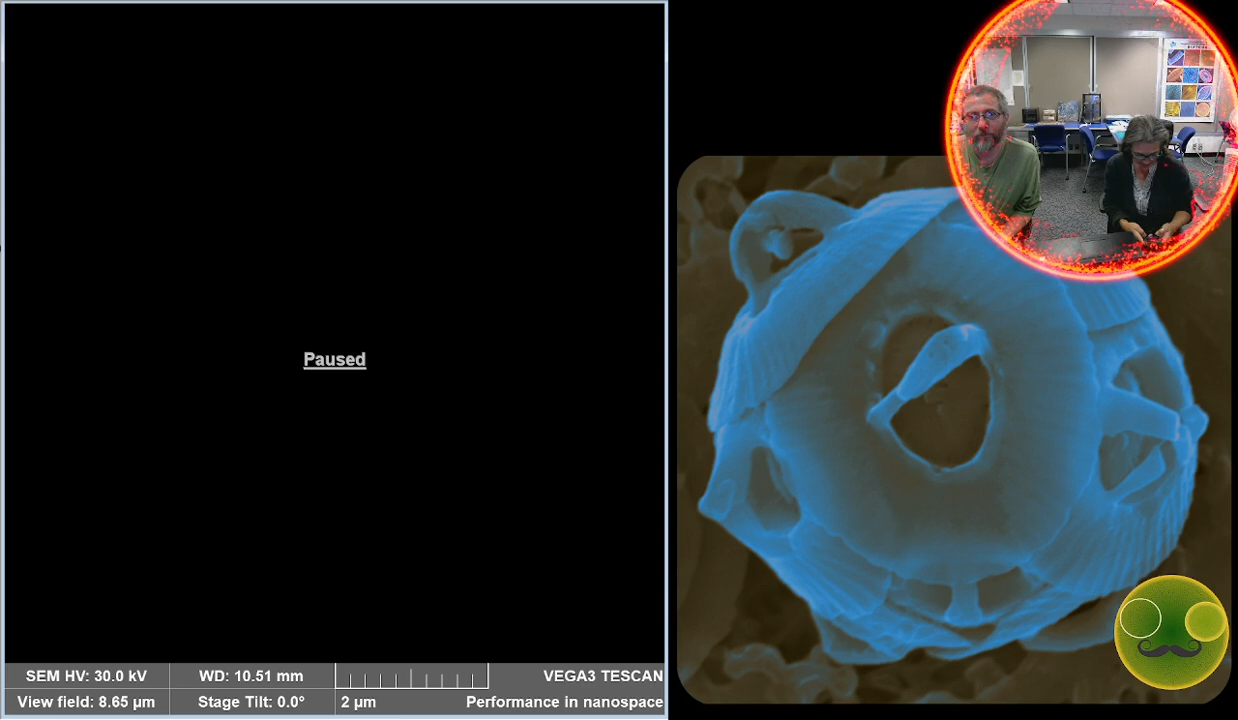 Paused
SEM HV: 30.0 kV
WD: 10.51 mm
VEGA3 TESCAN
View field: 8.65 µm
Stage Tilt: 0.0°
2 µm
Performance in nanospace